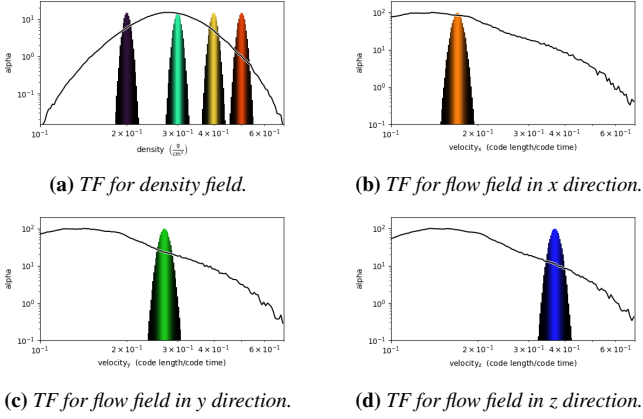 10¹
10⁰
10⁻¹
alpha
10⁻¹
2 × 10⁻¹
3 × 10⁻¹
4 × 10⁻¹
6 × 10⁻¹
density (g/cm³)
(a) TF for density field.
10²
10¹
10⁰
10⁻¹
alpha
10⁻¹
2 × 10⁻¹
3 × 10⁻¹
4 × 10⁻¹
6 × 10⁻¹
velocityₓ (code length/code time)
(b) TF for flow field in x direction.
10²
10¹
10⁰
10⁻¹
alpha
10⁻¹
2 × 10⁻¹
3 × 10⁻¹
4 × 10⁻¹
6 × 10⁻¹
velocity_y (code length/code time)
(c) TF for flow field in y direction.
10²
10¹
10⁰
10⁻¹
alpha
10⁻¹
2 × 10⁻¹
3 × 10⁻¹
4 × 10⁻¹
6 × 10⁻¹
velocity_z (code length/code time)
(d) TF for flow field in z direction.